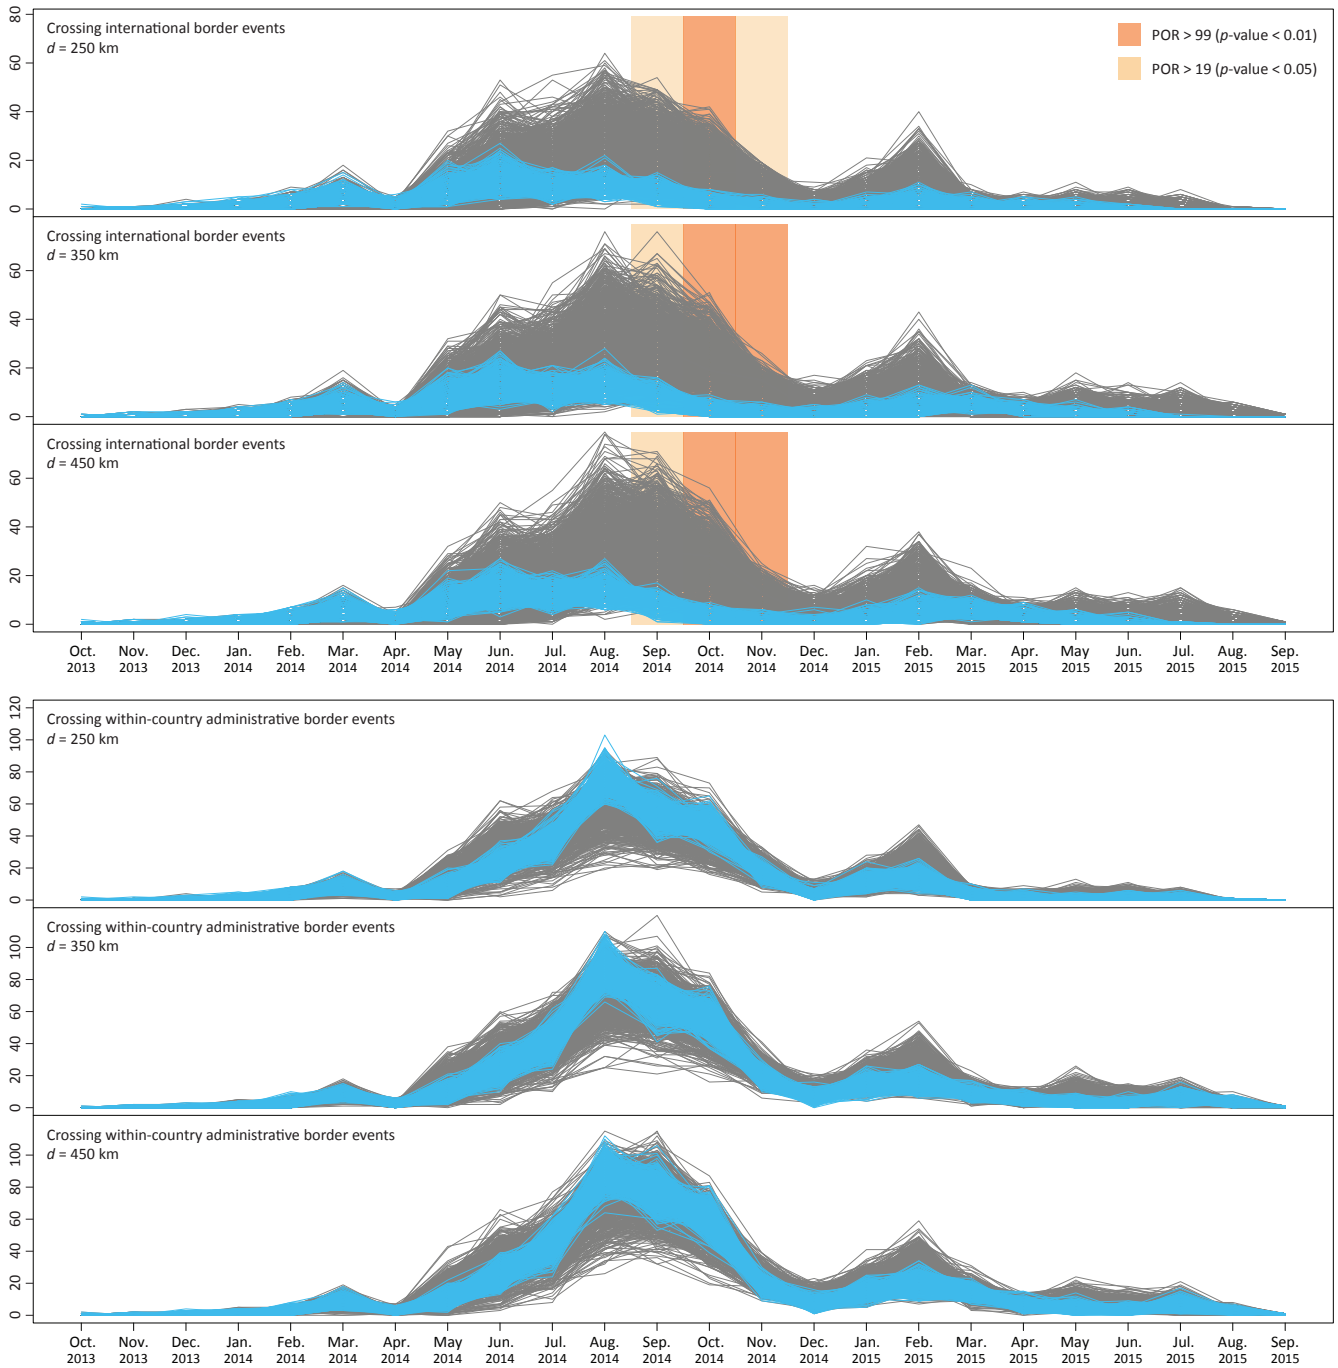 Crossing international border events
d = 250 km
POR > 99 (p-value < 0.01)
POR > 19 (p-value < 0.05)
80
60
40
20
0
Crossing international border events
d = 350 km
60
40
20
0
Crossing international border events
d = 450 km
60
40
20
0
Oct. Nov. Dec. Jan. Feb. Mar. Apr. May Jun. Jul. Aug. Sep. Oct. Nov. Dec. Jan. Feb. Mar. Apr. May Jun. Jul. Aug. Sep.
2013 2013 2013 2014 2014 2014 2014 2014 2014 2014 2014 2014 2014 2014 2014 2015 2015 2015 2015 2015 2015 2015 2015 2015
Crossing within-country administrative border events
d = 250 km
120
100
80
60
40
20
0
Crossing within-country administrative border events
d = 350 km
100
80
60
40
20
0
Crossing within-country administrative border events
d = 450 km
100
80
60
40
20
0
Oct. Nov. Dec. Jan. Feb. Mar. Apr. May Jun. Jul. Aug. Sep. Oct. Nov. Dec. Jan. Feb. Mar. Apr. May Jun. Jul. Aug. Sep.
2013 2013 2013 2014 2014 2014 2014 2014 2014 2014 2014 2014 2014 2014 2014 2015 2015 2015 2015 2015 2015 2015 2015 2015